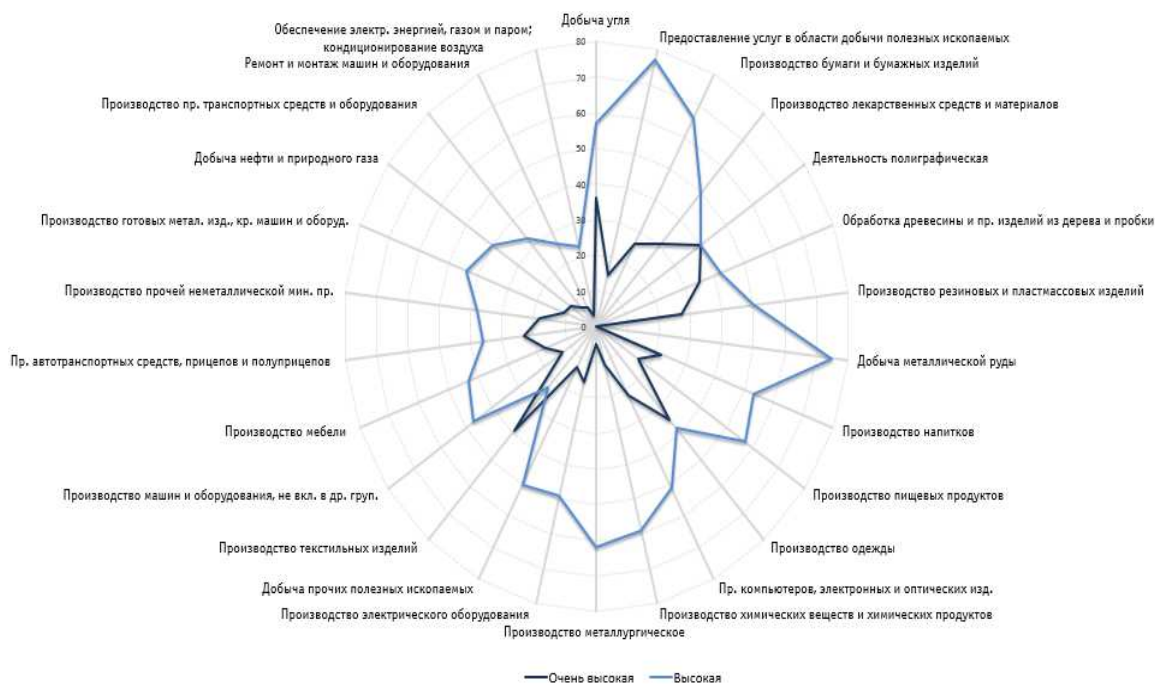 Добыча угля
Обеспечение электр. энергией, газом и паром;
кондиционирование воздуха
Предоставление услуг в области добычи полезных ископаемых
Ремонт и монтаж машин и оборудования
Производство бумаги и бумажных изделий
Производство пр. транспортных средств и оборудования
Производство лекарственных средств и материалов
Добыча нефти и природного газа
Деятельность полиграфическая
Производство готовых метал. изд., кр. машин и оборуд.
Обработка древесины и пр. изделий из дерева и пробки
Производство прочей неметаллической мин. пр.
Производство резиновых и пластмассовых изделий
Пр. автотранспортных средств, прицепов и полуприцепов
Добыча металлической руды
Производство мебели
Производство напитков
Производство машин и оборудования, не вкл. в др. груп.
Производство пищевых продуктов
Производство текстильных изделий
Производство одежды
Добыча прочих полезных ископаемых
Пр. компьютеров, электронных и оптических изд.
Производство электрического оборудования
Производство химических веществ и химических продуктов
Производство металлургическое
80
70
60
50
40
30
20
10
0
Очень высокая Высокая